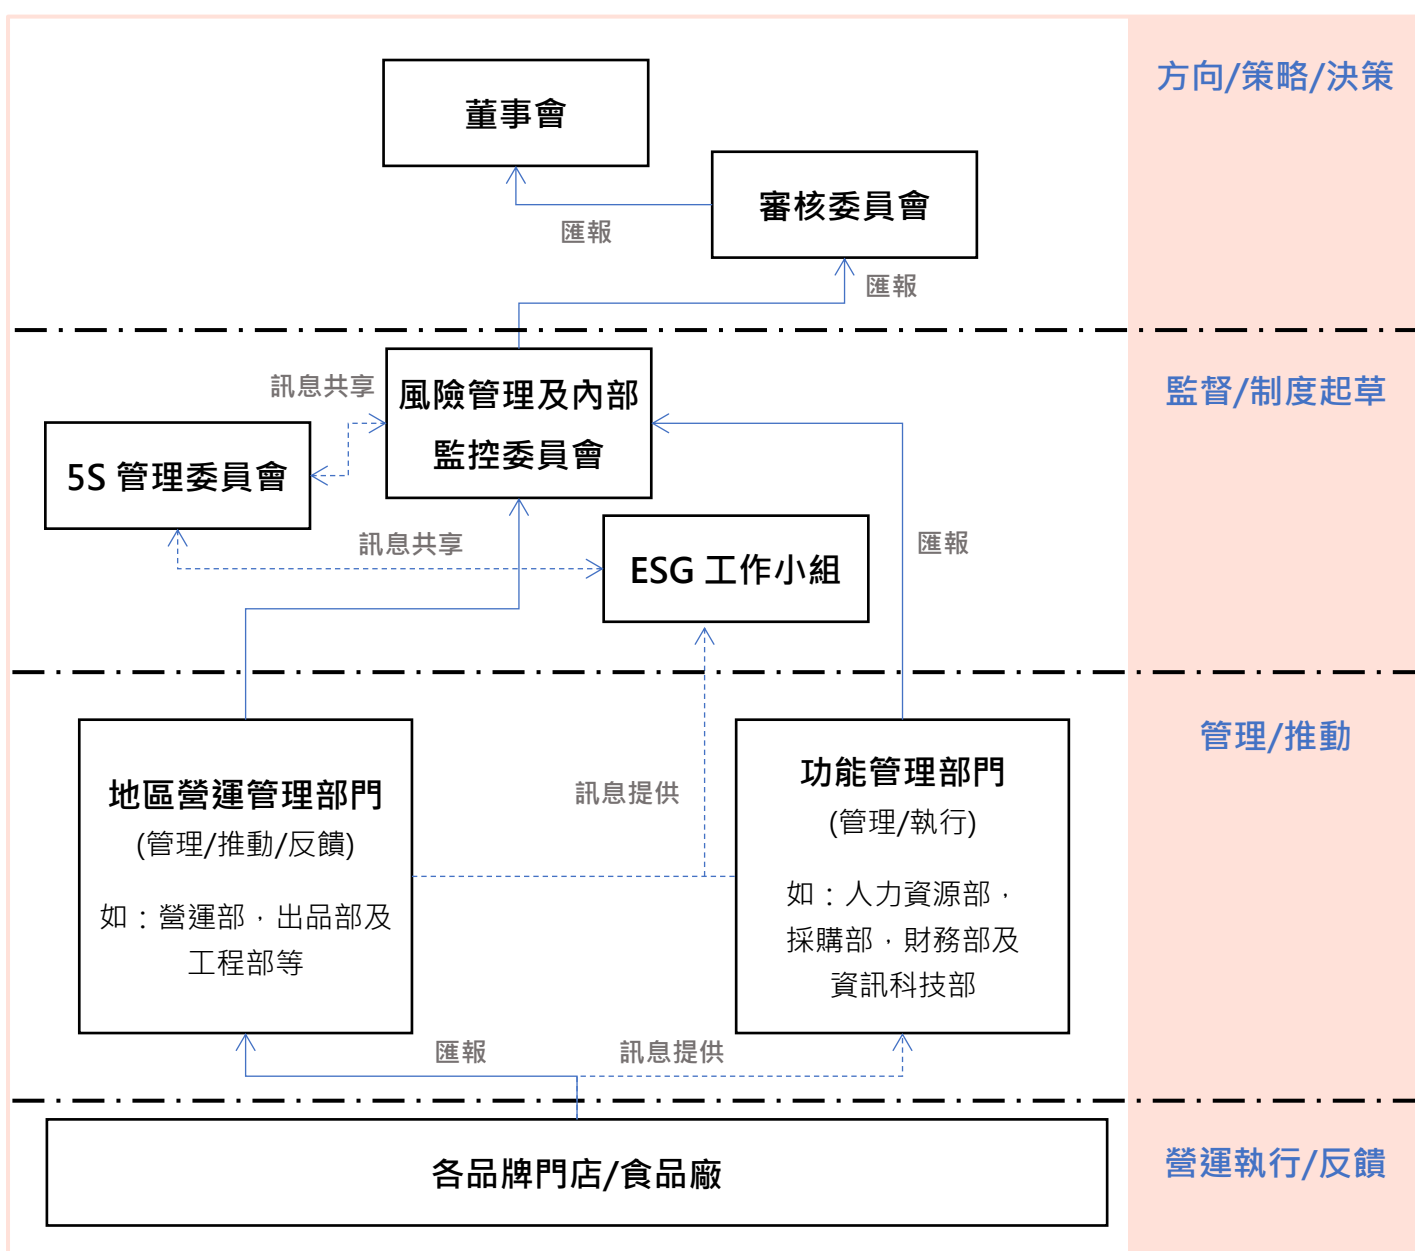 方向/策略/決策
董事會
審核委員會
匯報
匯報
監督/制度起草
訊息共享
風險管理及內部
監控委員會
5S 管理委員會
訊息共享
匯報
ESG 工作小組
管理/推動
地區營運管理部門
(管理/推動/反饋)
如：營運部，出品部及
工程部等
訊息提供
功能管理部門
(管理/執行)
如：人力資源部，
採購部，財務部及
資訊科技部
匯報
訊息提供
營運執行/反饋
各品牌門店/食品廠